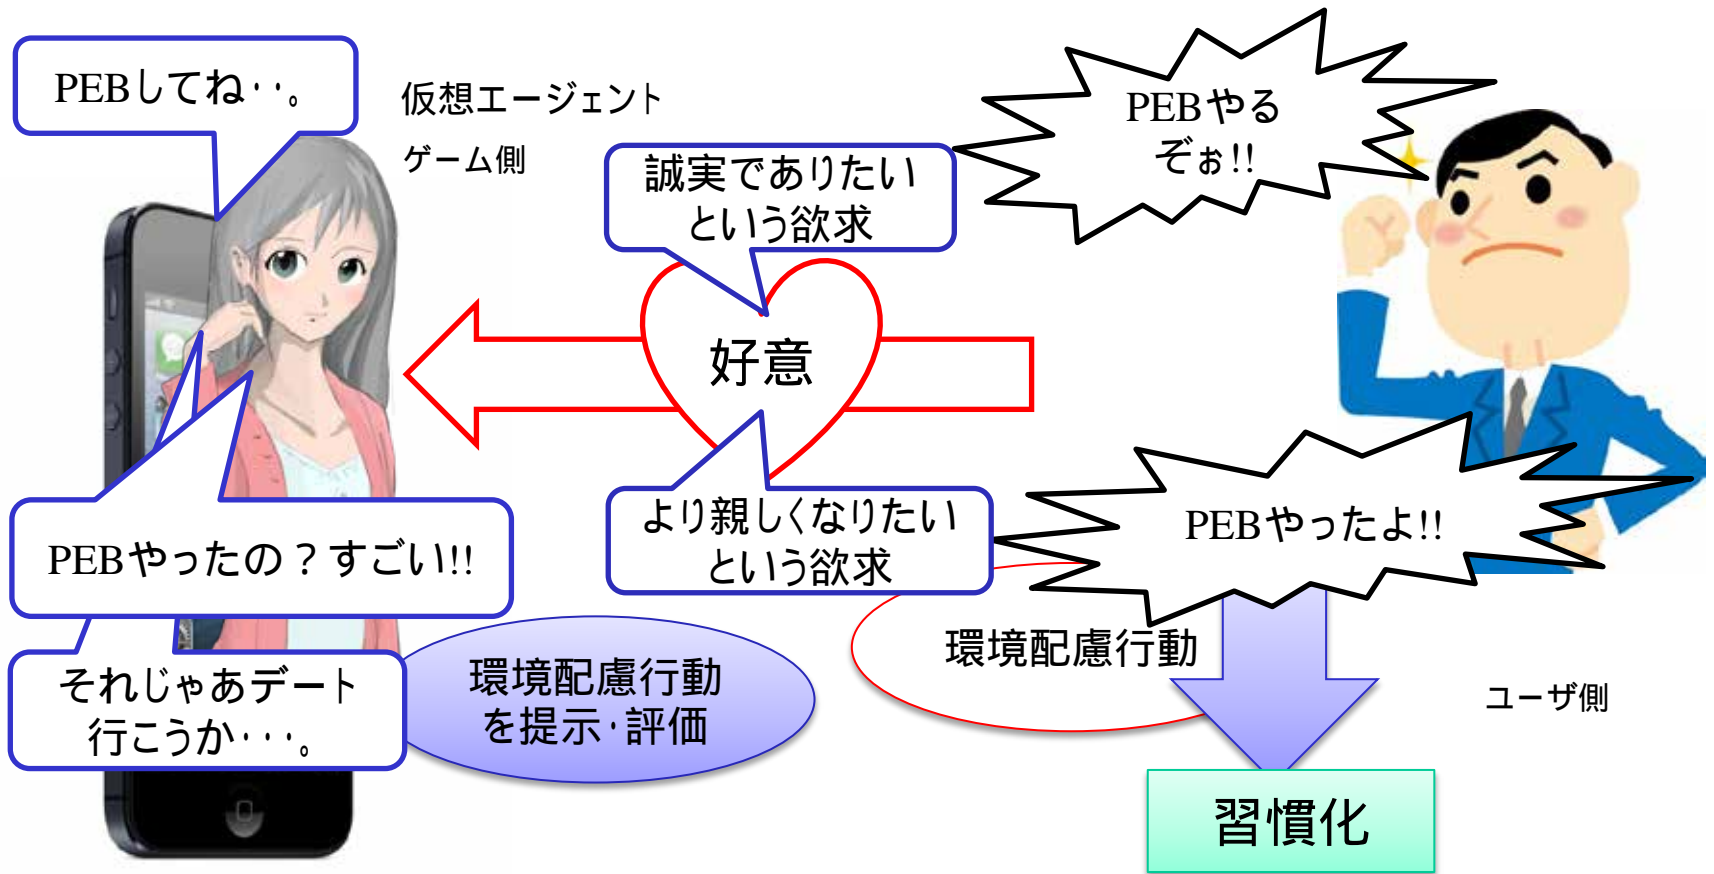 PEBしてね‥。
仮想エージェント
ゲーム側
PEBやる
ぞぉ!!
誠実でありたい
という欲求
好意
より親しくなりたい
という欲求
PEBやったよ!!
PEBやったの？すごい!!
それじゃあデート
行こうか・・・。
環境配慮行動
を提示・評価
環境配慮行動
ユーザ側
習慣化